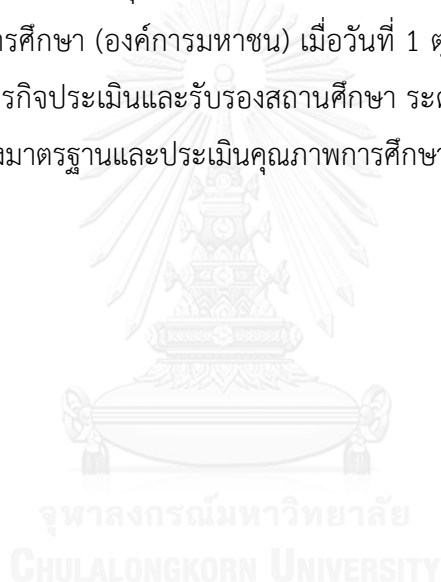 ารศึกษา (องค์การมหาชน) เมื่อวันที่ 1 ตุ
รกิจประเมินและรับรองสถานศึกษา ระด
งมาตรฐานและประเมินคุณภาพการศึกษา
จุฬาลงกรณ์มหาวิทยาลัย
CHULALONGKORN UNIVERSITY